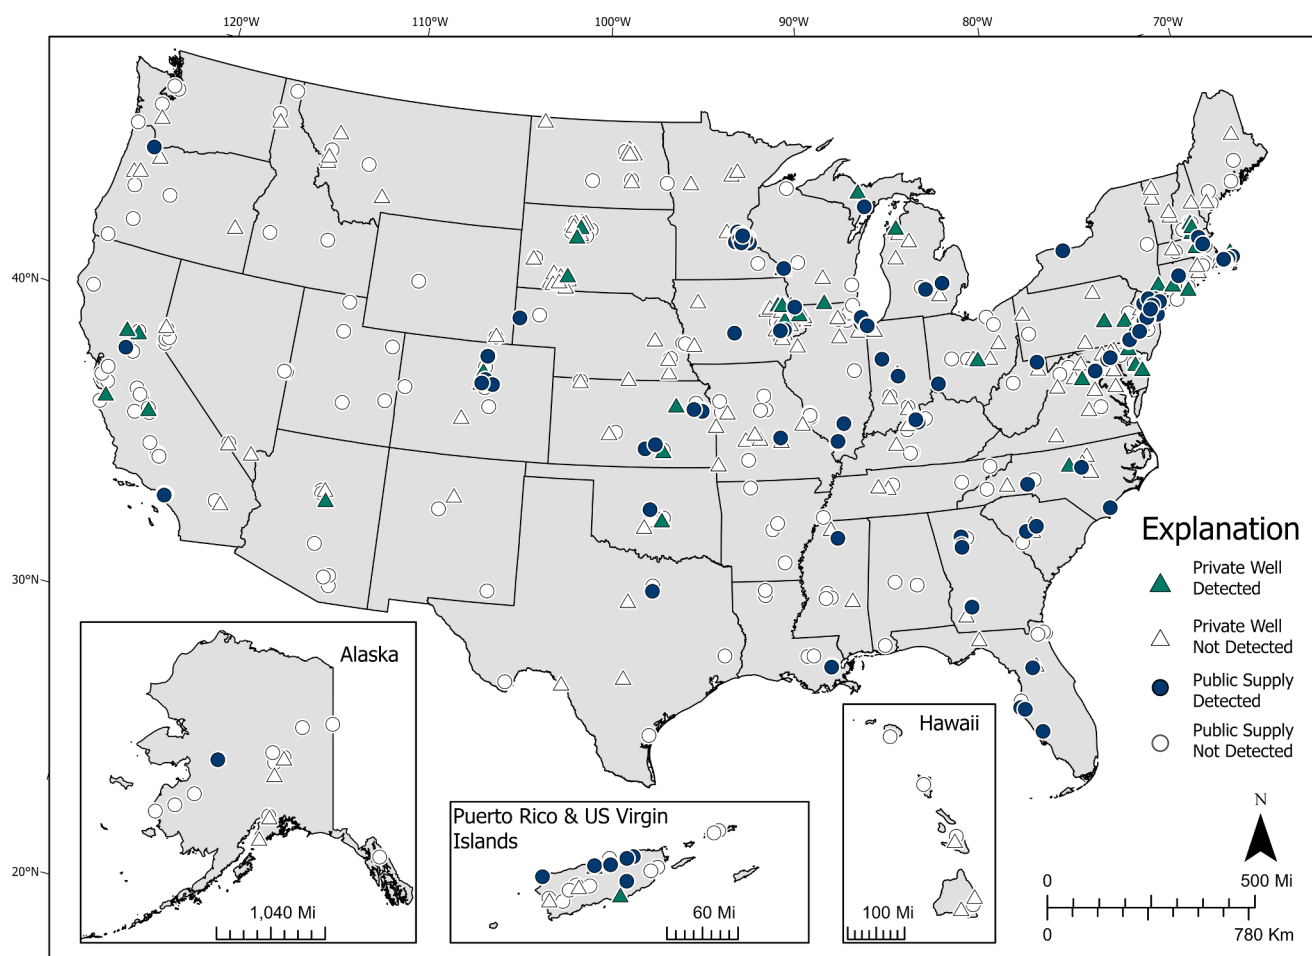 120°W 110°W 100°W 90°W 80°W 70°W
40°N
30°N
20°N
Explanation
Private Well
Detected
Private Well
Not Detected
Public Supply
Detected
Public Supply
Not Detected
Alaska
1,040 Mi
Puerto Rico & US Virgin
Islands
60 Mi
Hawaii
100 Mi
N
0 500 Mi
0 780 Km